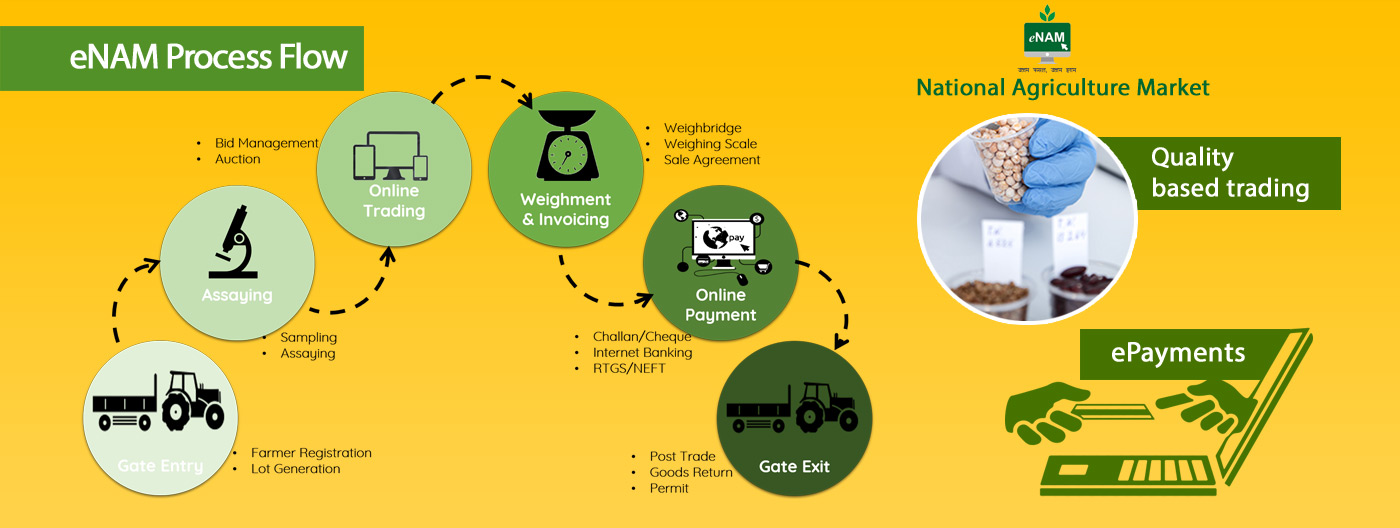 eNAM Process Flow
Gate Entry
• Farmer Registration
• Lot Generation
Assaying
• Sampling
• Assaying
Online
Trading
• Bid Management
• Auction
Weighment
& Invoicing
• Weighbridge
• Weighing Scale
• Sale Agreement
pay
$
Online
Payment
• Challan/Cheque
• Internet Banking
• RTGS/NEFT
Gate Exit
• Post Trade
• Goods Return
• Permit
eNAM
National Agriculture Market
Quality
based trading
ePayments